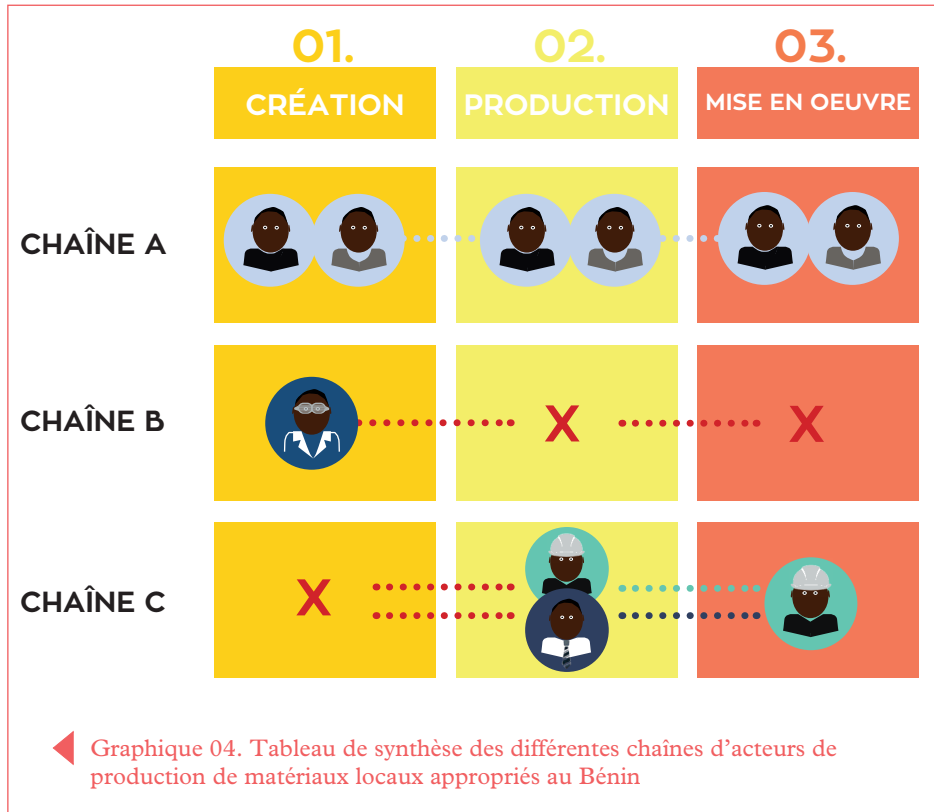 01.
02.
03.
CRÉATION
PRODUCTION
MISE EN OEUVRE
CHAÎNE A
CHAÎNE B
X
X
CHAÎNE C
X
Graphique 04. Tableau de synthèse des différentes chaînes d'acteurs de
production de matériaux locaux appropriés au Bénin